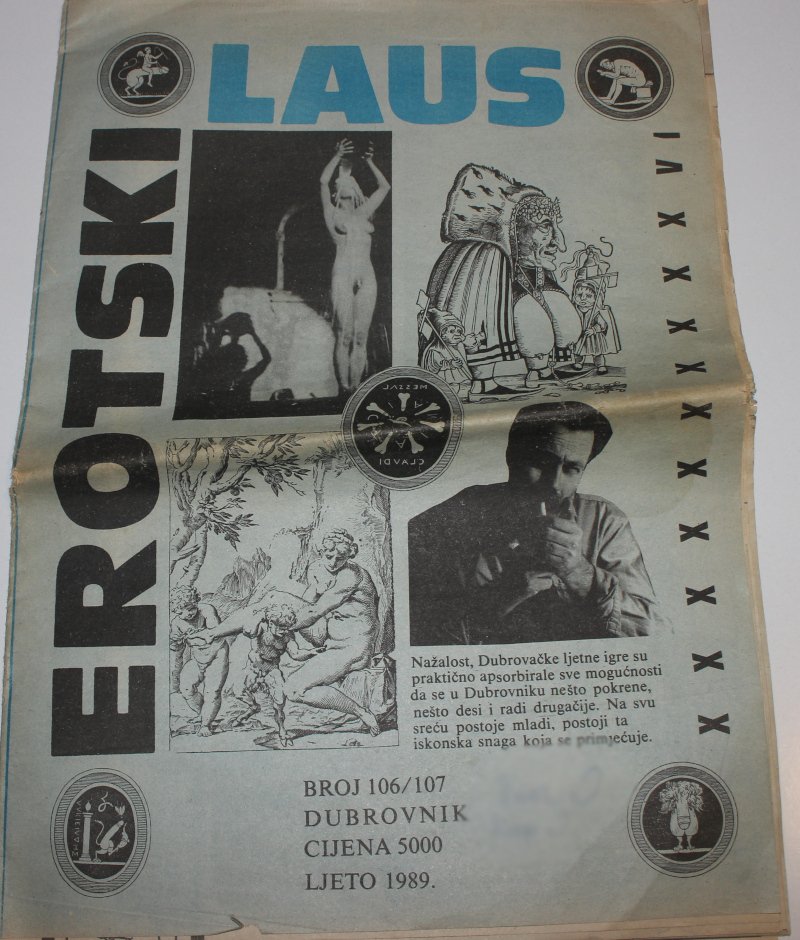 LAUS
EROTSKI
X X X X X X X X X X V I
CLAVDI
Nažalost, Dubrovačke ljetne igre su
praktično apsorbirale sve mogućnosti
da se u Dubrovniku nešto pokrene,
nešto desi i radi drugačije. Na svu
sreću postoje mladi, postoji ta
iskonska snaga koja se primjećuje.
BROJ 106/107
DUBROVNIK
CIJENA 5000
LJETO 1989.